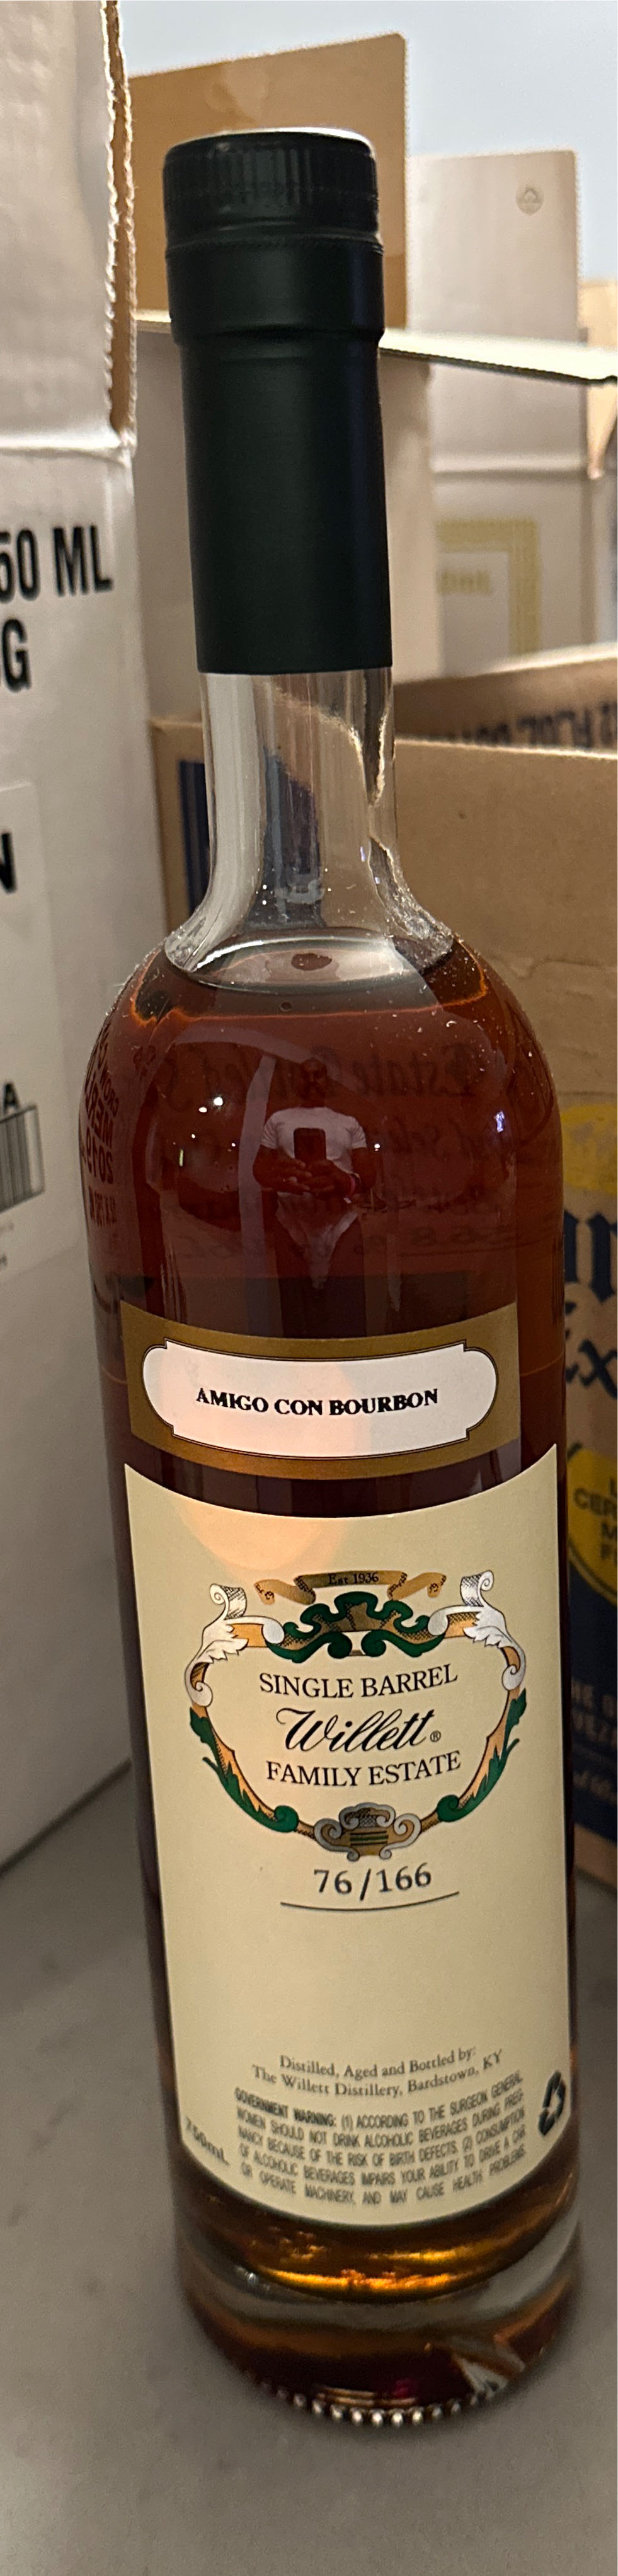 50 ML
G
N
A
AMIGO CON BOURBON
Est 1936
SINGLE BARREL
Willett®
FAMILY ESTATE
76/166
Distilled, Aged and Bottled by:
The Willett Distillery, Bardstown, KY
750mL
GOVERNMENT WARNING: (1) ACCORDING TO THE SURGEON GENERAL
WOMEN SHOULD NOT DRINK ALCOHOLIC BEVERAGES DURING PREG-
NANCY BECAUSE OF THE RISK OF BIRTH DEFECTS. (2) CONSUMPTION
OF ALCOHOLIC BEVERAGES IMPAIRS YOUR ABILITY TO DRIVE A CAR
OR OPERATE MACHINERY, AND MAY CAUSE HEALTH PROBLEMS.